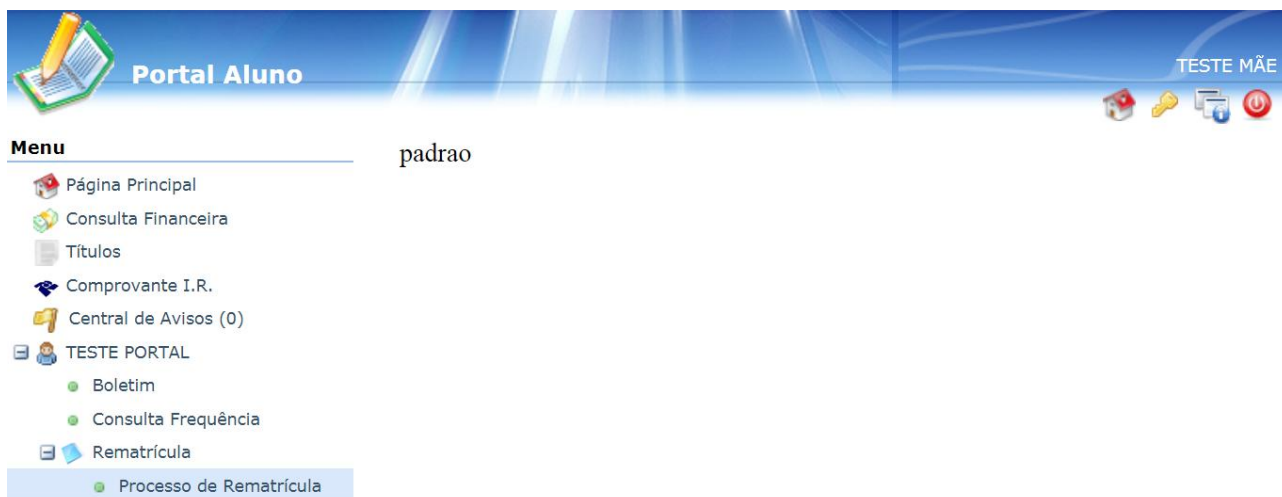 Portal Aluno
TESTE MÃE
Menu
Página Principal
Consulta Financeira
Títulos
Comprovante I.R.
Central de Avisos (0)
TESTE PORTAL
Boletim
Consulta Frequência
Rematrícula
Processo de Rematrícula
padrao